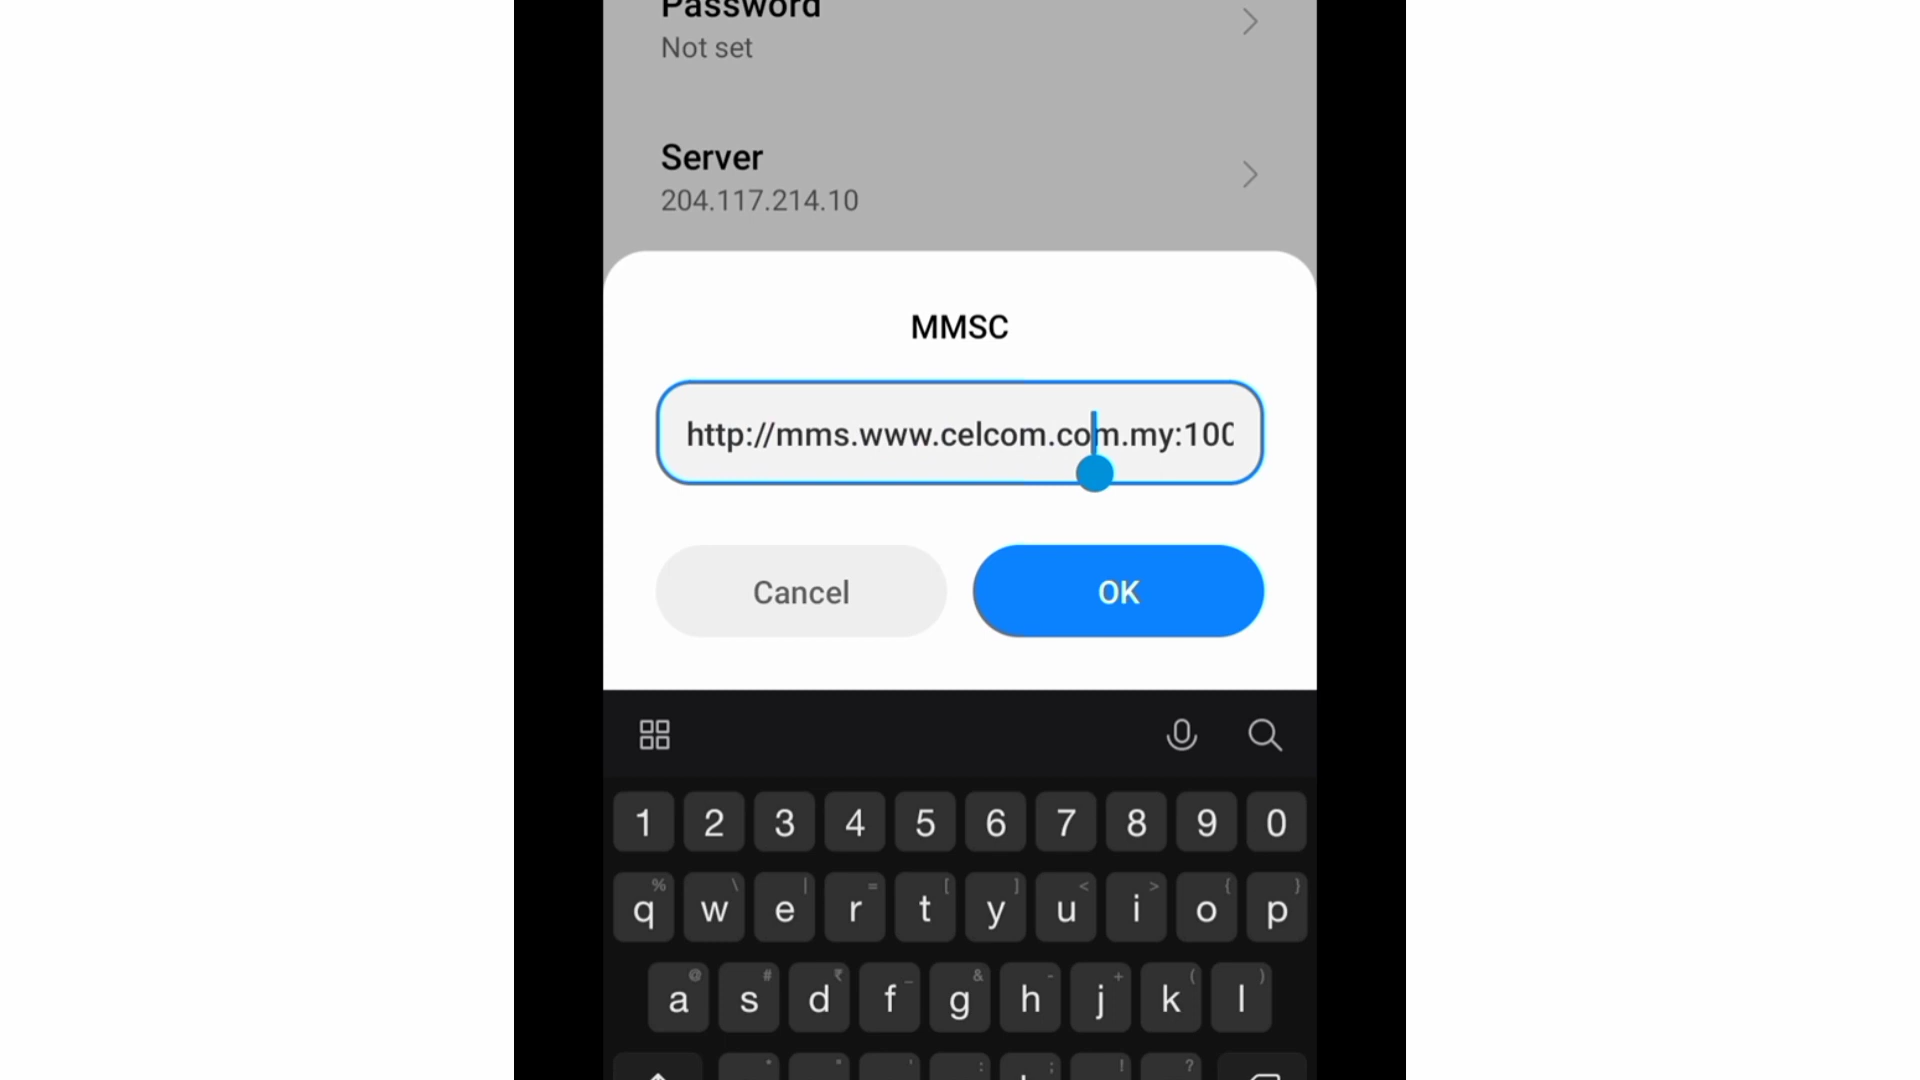 Password
Not set
Server
204.117.214.10
MMSC
http://mms.www.celcom.com.my:100
Cancel
OK
1 2 3 4 5 6 7 8 9 0
% \ | = [ ] < > { }
q w e r t y u i o p
@ # ₹ _ & - + ( )
a s d f g h j k l
* " ' : ; ! ?